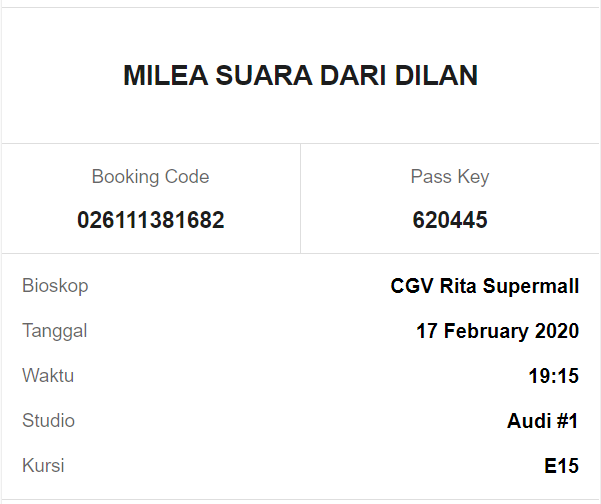 MILEA SUARA DARI DILAN
Booking Code
026111381682
Pass Key
620445
Bioskop CGV Rita Supermall
Tanggal 17 February 2020
Waktu 19:15
Studio Audi #1
Kursi E15